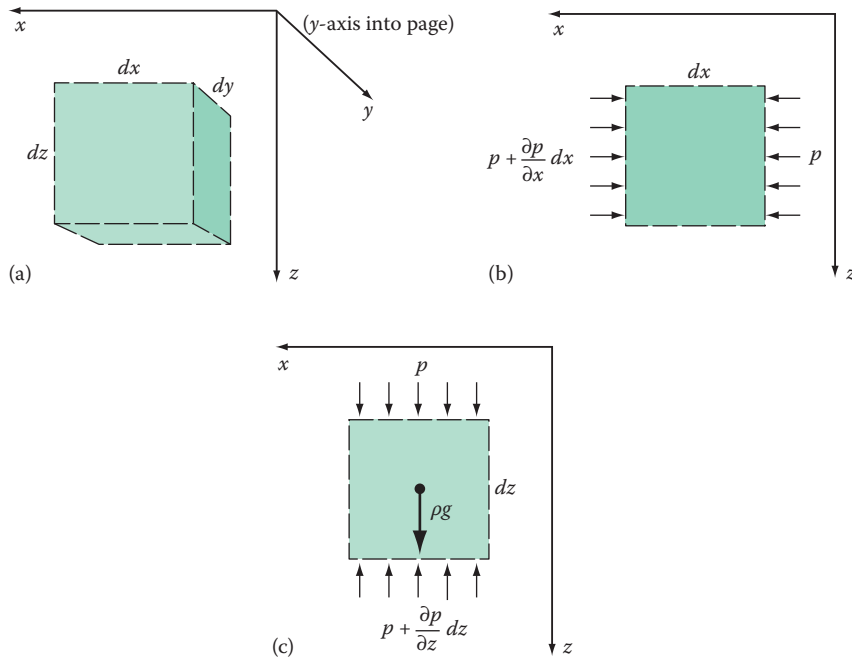 x
(y-axis into page)
dx
dy
y
dz
z
(a)
x
dx
p + ∂p/∂x dx
p
z
(b)
x
p
dz
ρg
p + ∂p/∂z dz
z
(c)